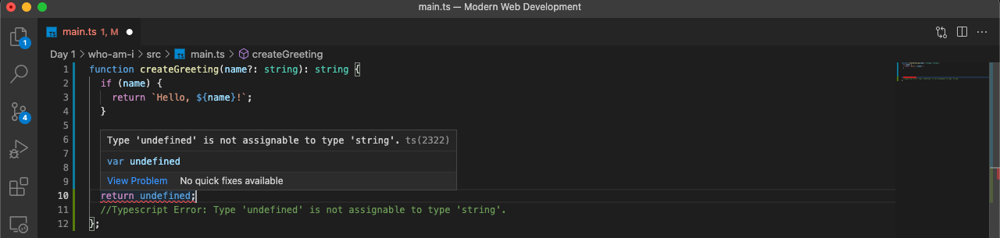 main.ts — Modern Web Development
TS main.ts 1, M
1
Day 1 > who-am-i > src > TS main.ts > createGreeting
1 function createGreeting(name?: string): string {
2 if (name) {
3 return `Hello, ${name}!`;
4 }
5
6 Type 'undefined' is not assignable to type 'string'. ts(2322)
7
8 var undefined
9 View Problem No quick fixes available
10 return undefined;
11 //Typescript Error: Type 'undefined' is not assignable to type 'string'.
12 };
4